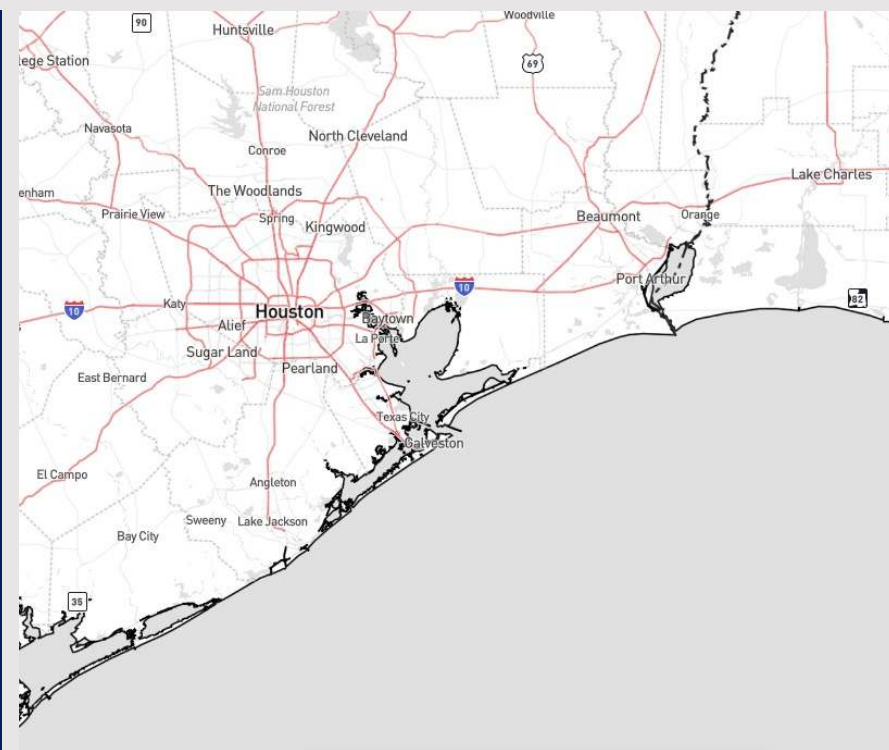 90
Huntsville
Woodville
lege Station
69
Sam Houston
National Forest
Navasota
North Cleveland
Conroe
Lake Charles
enham
The Woodlands
Prairie View
Spring
Kingwood
Beaumont
Orange
Port Arthur
10
10
82
Katy
Houston
Baytown
Alief
La Porte
Sugar Land
Pearland
East Bernard
Texas City
Galveston
El Campo
Angleton
Sweeny
Lake Jackson
Bay City
35